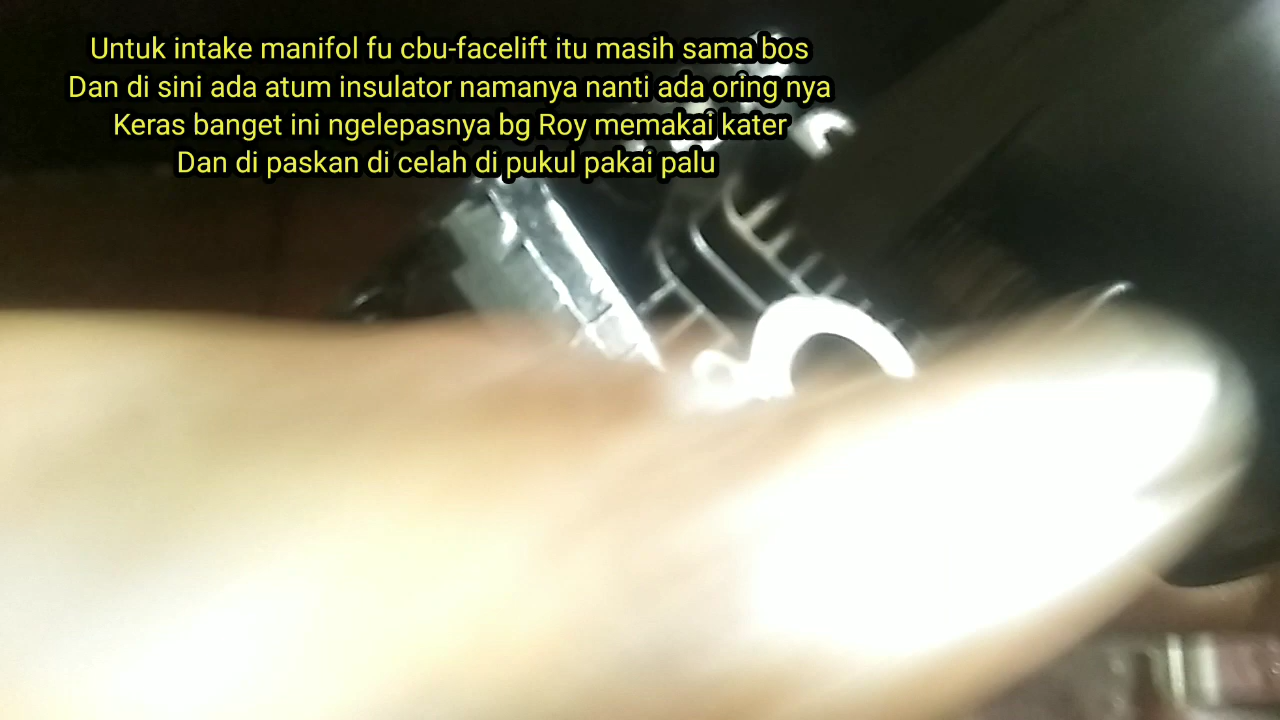 Untuk intake manifol fu cbu-facelift itu masih sama bos
Dan di sini ada atum insulator namanya nanti ada oring nya
Keras banget ini ngelepasnya bg Roy memakai kater
Dan di paskan di celah di pukul pakai palu